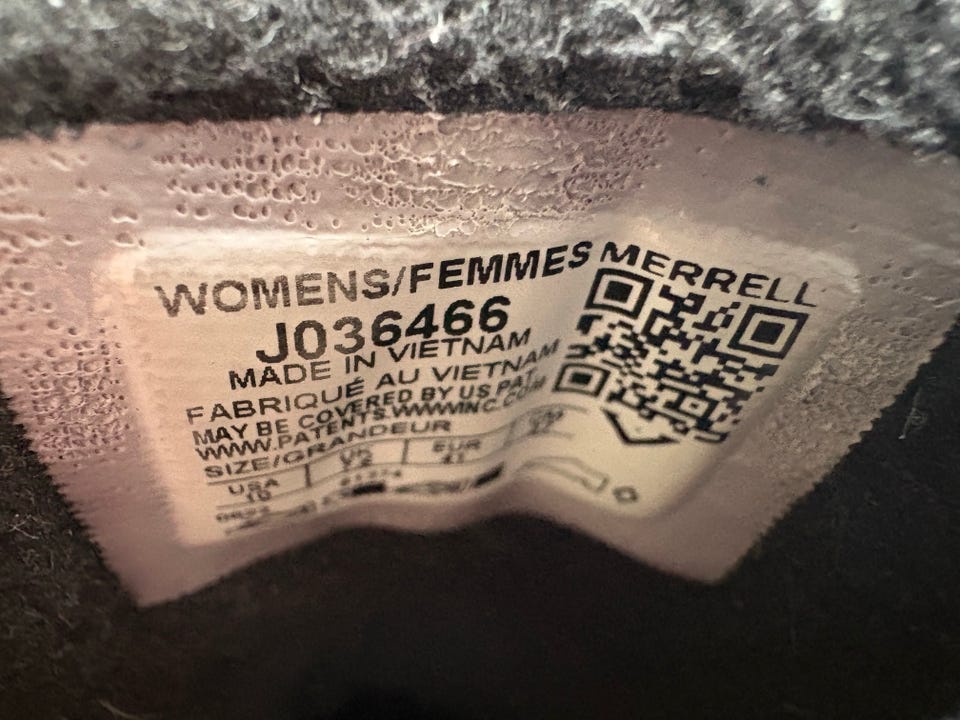 WOMENS/FEMMES MERRELL
J036466
MADE IN VIETNAM
FABRIQUÉ AU VIETNAM
MAY BE COVERED BY US PAT.
WWW.PATENTS.WWWINC.COM
SIZE/GRANDEUR
USA EUR
10 41